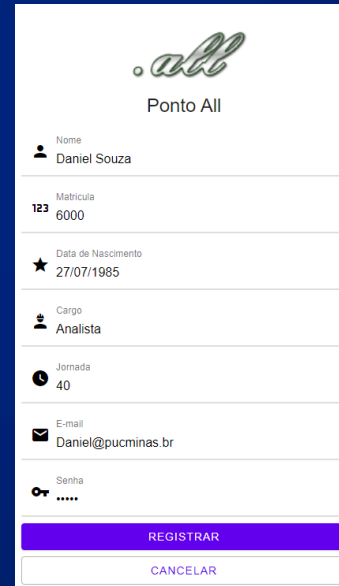 .all
Ponto All
Nome
Daniel Souza
Matricula
123
6000
Data de Nascimento
27/07/1985
Cargo
Analista
Jornada
40
E-mail
Daniel@pucminas.br
Senha
•••••
REGISTRAR
CANCELAR